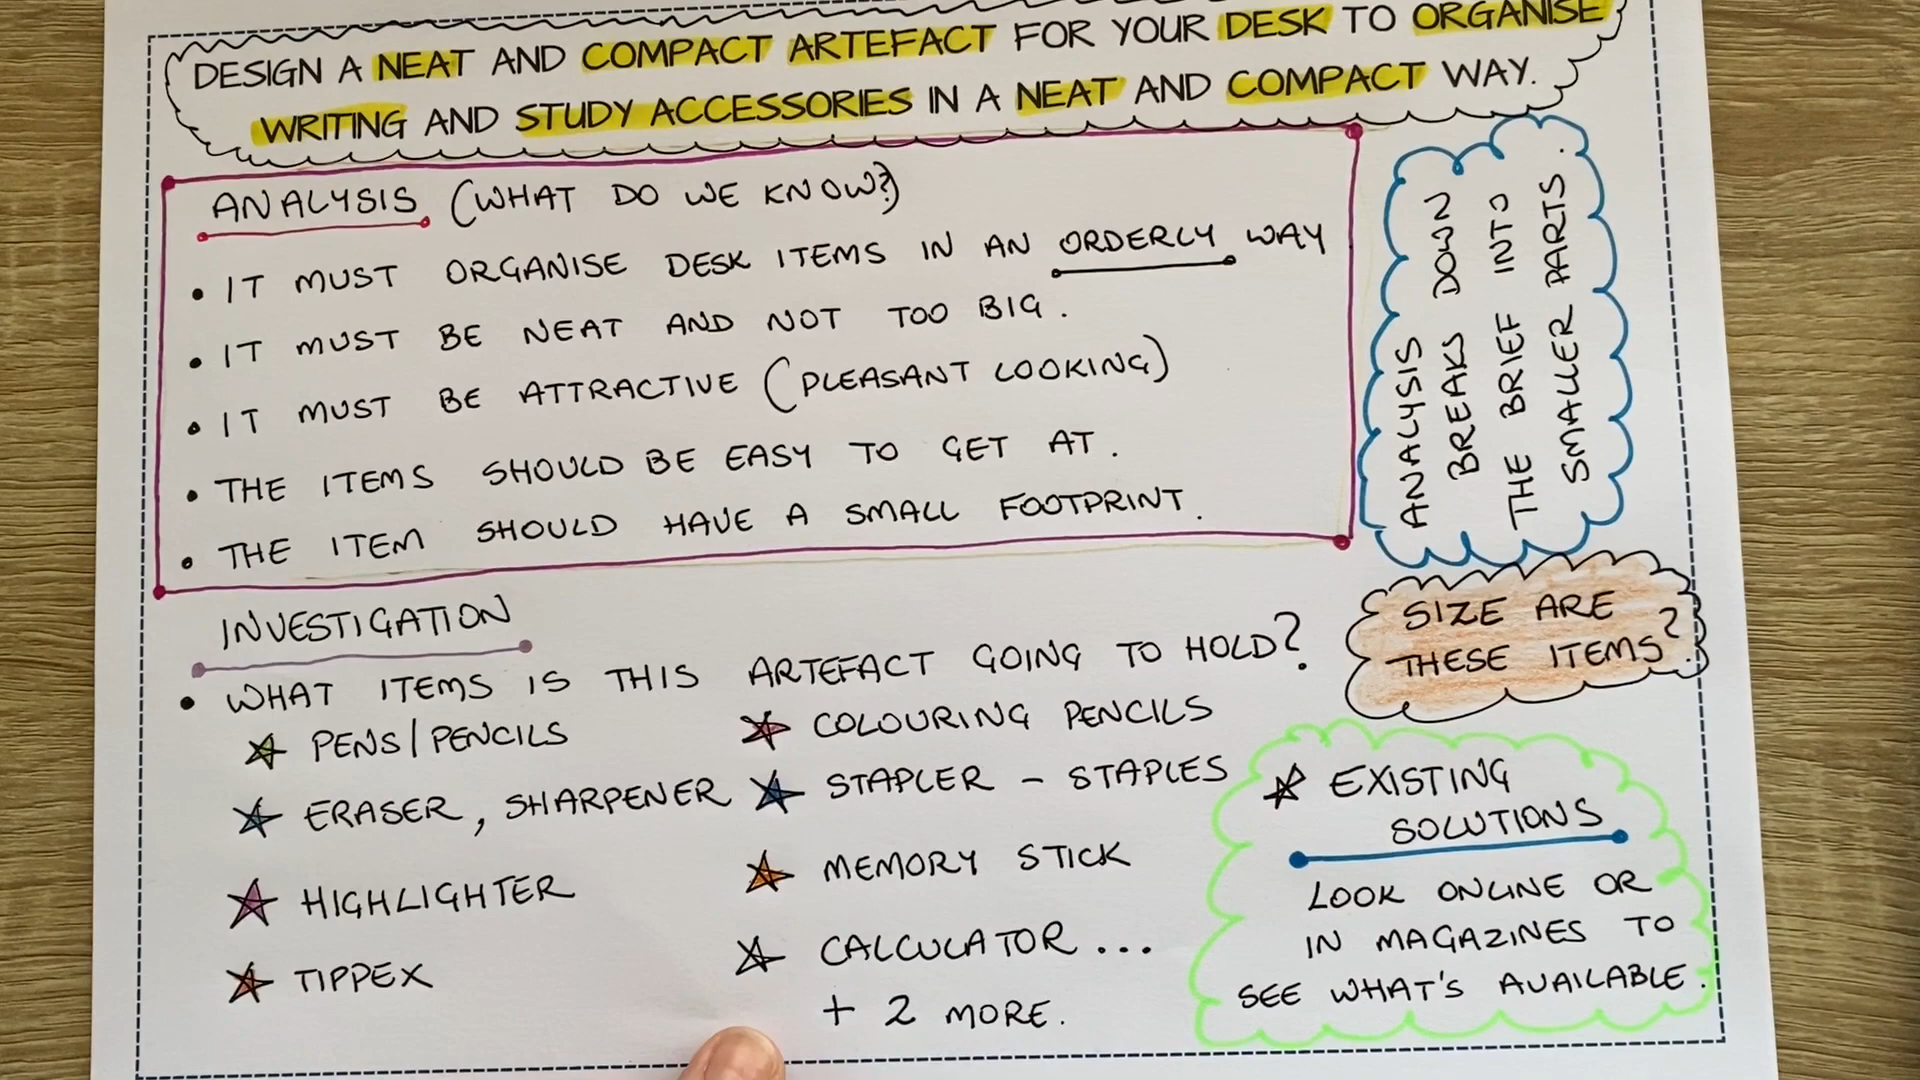 DESIGN A NEAT AND COMPACT ARTEFACT FOR YOUR DESK TO ORGANISE
WRITING AND STUDY ACCESSORIES IN A NEAT AND COMPACT WAY.
ANALYSIS (WHAT DO WE KNOW?)
• IT MUST ORGANISE DESK ITEMS IN AN ORDERLY WAY
• IT MUST BE NEAT AND NOT TOO BIG.
• IT MUST BE ATTRACTIVE (PLEASANT LOOKING)
• THE ITEMS SHOULD BE EASY TO GET AT.
• THE ITEM SHOULD HAVE A SMALL FOOTPRINT.
ANALYSIS
BREAKS DOWN
THE BRIEF INTO
SMALLER PARTS.
INVESTIGATION
• WHAT ITEMS IS THIS ARTEFACT GOING TO HOLD?
PENS/PENCILS
ERASER, SHARPENER
HIGHLIGHTER
TIPPEX
COLOURING PENCILS
STAPLER - STAPLES
MEMORY STICK
CALCULATOR...
+ 2 MORE.
SIZE ARE
THESE ITEMS?
EXISTING
SOLUTIONS
LOOK ONLINE OR
IN MAGAZINES TO
SEE WHAT'S AVAILABLE.